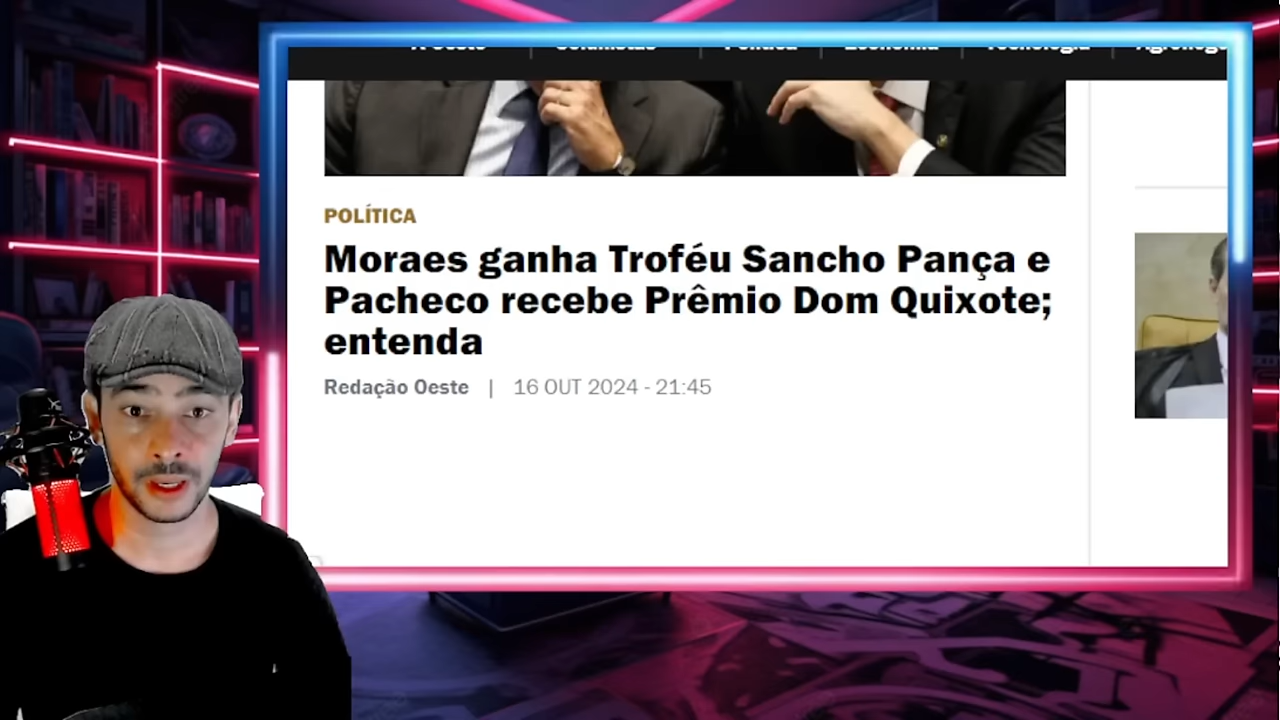 POLÍTICA
Moraes ganha Troféu Sancho Pança e
Pacheco recebe Prêmio Dom Quixote;
entenda
Redação Oeste | 16 OUT 2024 - 21:45